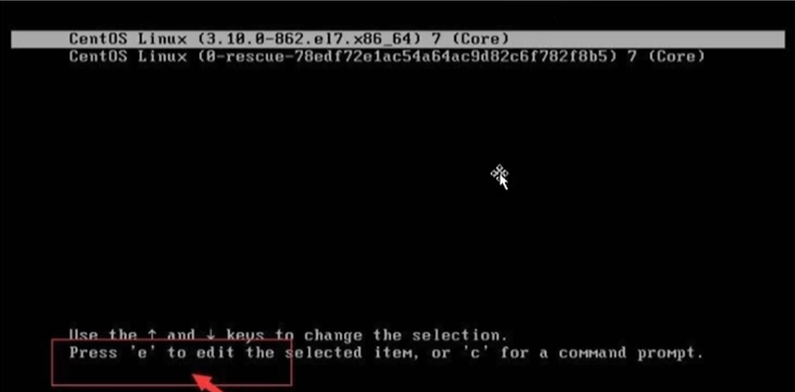 CentOS Linux (3.10.0-862.el7.x86_64) 7 (Core)
CentOS Linux (0-rescue-78edf72e1ac54a64ac9d82c6f782f8b5) 7 (Core)
Use the ↑ and ↓ keys to change the selection.
Press 'e' to edit the selected item, or 'c' for a command prompt.